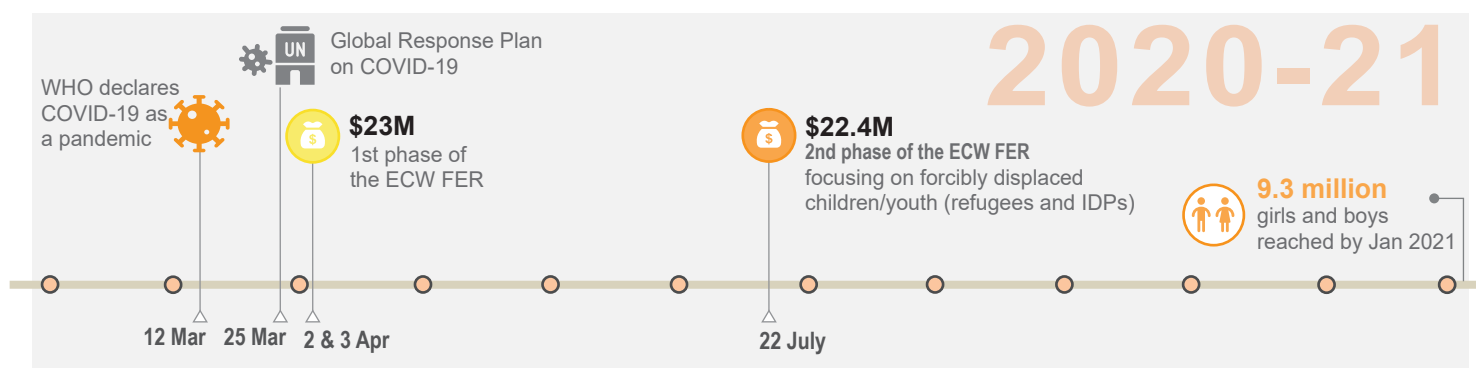 2020-21
WHO declares
COVID-19 as
a pandemic
UN
Global Response Plan
on COVID-19
$
$23M
1st phase of
the ECW FER
$
$22.4M
2nd phase of the ECW FER
focusing on forcibly displaced
children/youth (refugees and IDPs)
9.3 million
girls and boys
reached by Jan 2021
12 Mar
25 Mar
2 & 3 Apr
22 July